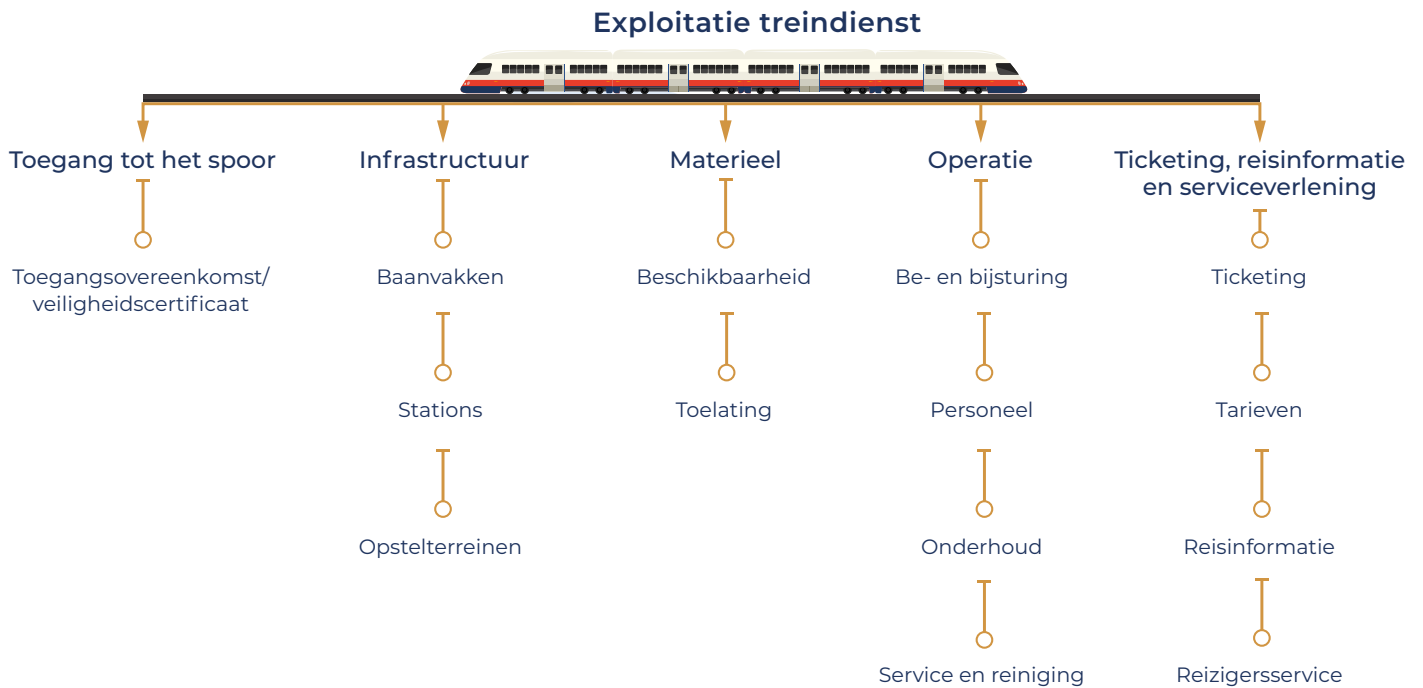 Exploitatie treindienst
Toegang tot het spoor
Toegangsovereenkomst/
veiligheidscertificaat
Infrastructuur
Baanvakken
Stations
Opstelterreinen
Materieel
Beschikbaarheid
Toelating
Operatie
Be- en bijsturing
Personeel
Onderhoud
Service en reiniging
Ticketing, reisinformatie
en serviceverlening
Ticketing
Tarieven
Reisinformatie
Reizigersservice